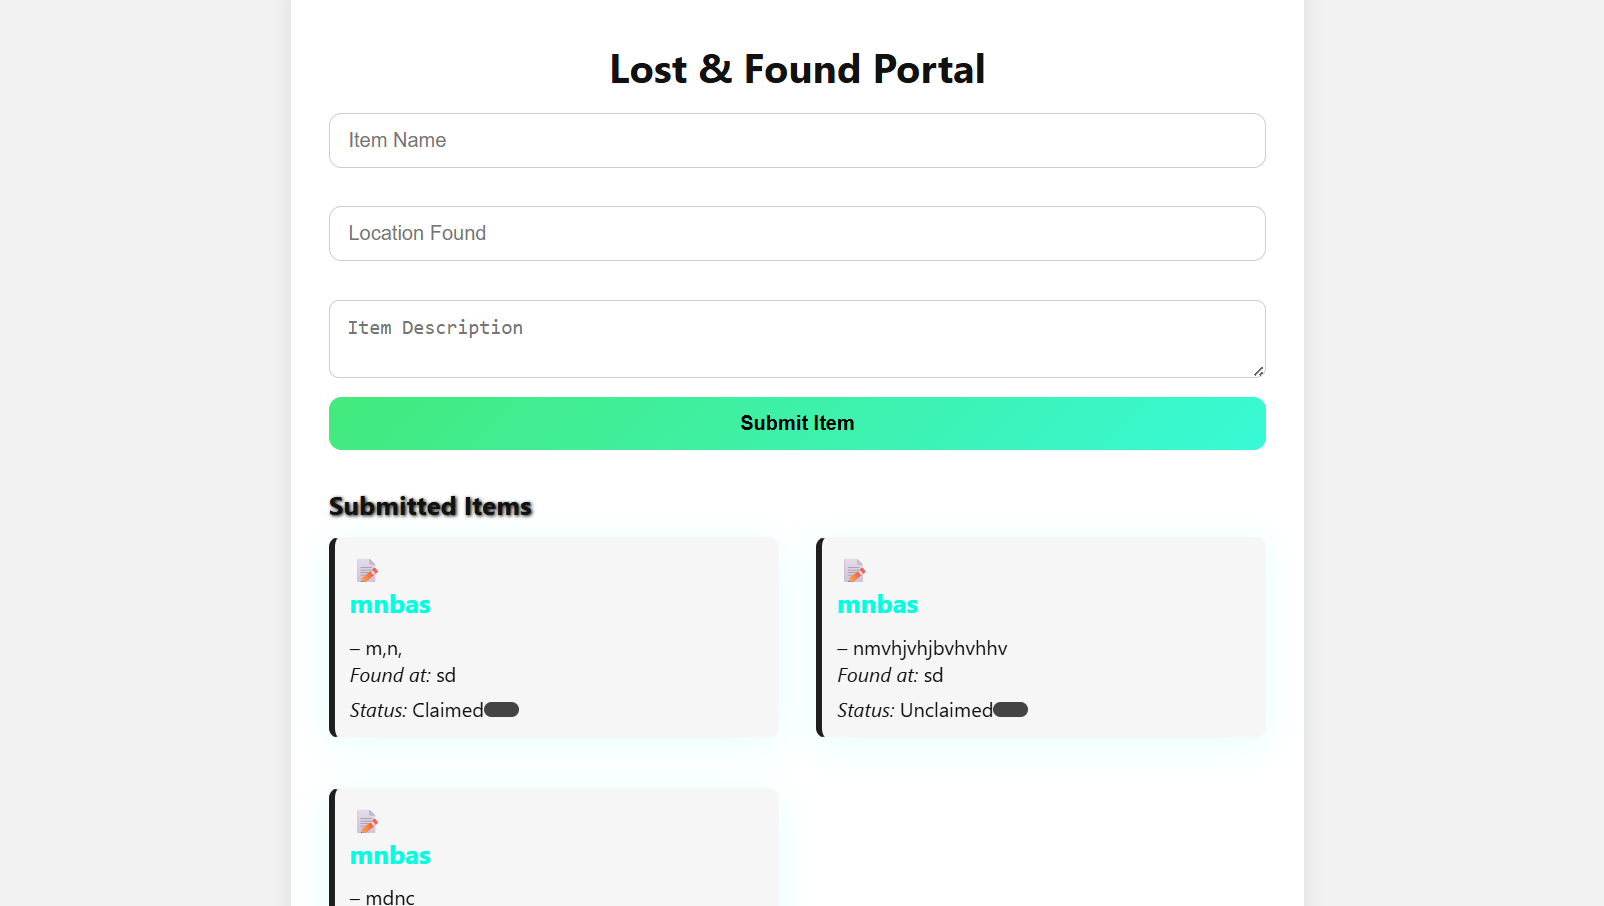 Lost & Found Portal
Item Name
Location Found
Item Description
Submit Item
Submitted Items
mnbas
– m,n,
Found at: sd
Status: Claimed
mnbas
– nmvhjvhjbvhvhhv
Found at: sd
Status: Unclaimed
mnbas
– mdnc